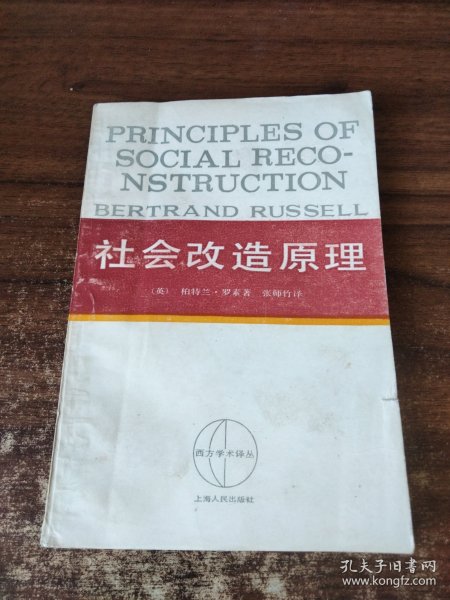 PRINCIPLES OF
SOCIAL RECO-
NSTRUCTION
BERTRAND RUSSELL
社会改造原理
〔英〕 柏特兰·罗素著 张师竹译
西方学术译丛
上海人民出版社
孔夫子旧书网
www.kongfz.com